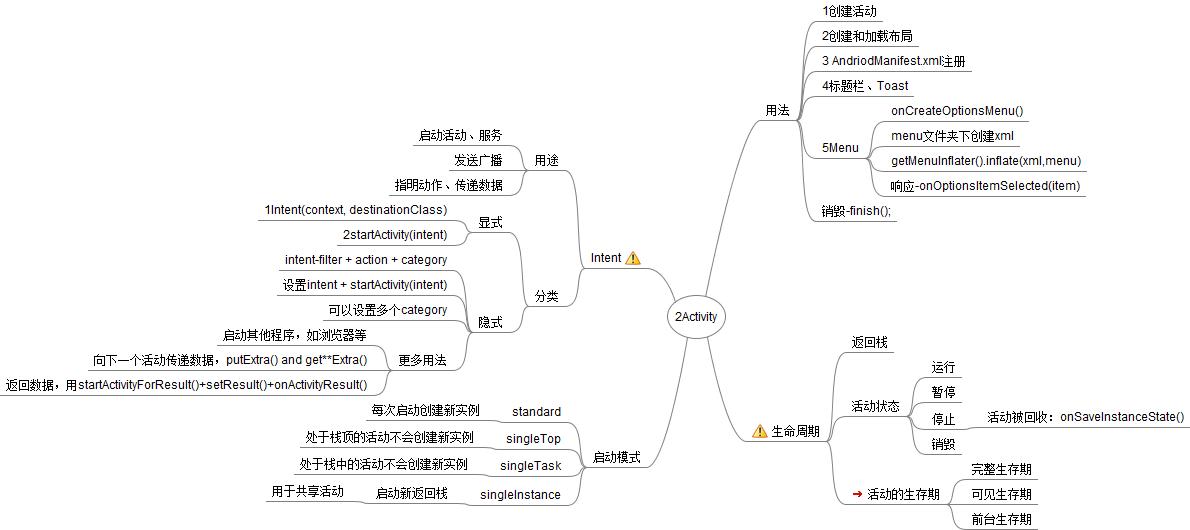 2Activity
用法
1创建活动
2创建和加载布局
3 AndriodManifest.xml注册
4标题栏、Toast
5Menu
onCreateOptionsMenu()
menu文件夹下创建xml
getMenuInflater().inflate(xml,menu)
响应-onOptionsItemSelected(item)
销毁-finish();
生命周期
返回栈
活动状态
运行
暂停
停止
活动被回收：onSaveInstanceState()
销毁
活动的生存期
完整生存期
可见生存期
前台生存期
Intent
用途
启动活动、服务
发送广播
指明动作、传递数据
分类
显式
1Intent(context, destinationClass)
2startActivity(intent)
隐式
intent-filter + action + category
设置intent + startActivity(intent)
可以设置多个category
更多用法
启动其他程序，如浏览器等
向下一个活动传递数据，putExtra() and get**Extra()
返回数据，用startActivityForResult()+setResult()+onActivityResult()
启动模式
standard
每次启动创建新实例
singleTop
处于栈顶的活动不会创建新实例
singleTask
处于栈中的活动不会创建新实例
singleInstance
启动新返回栈
用于共享活动